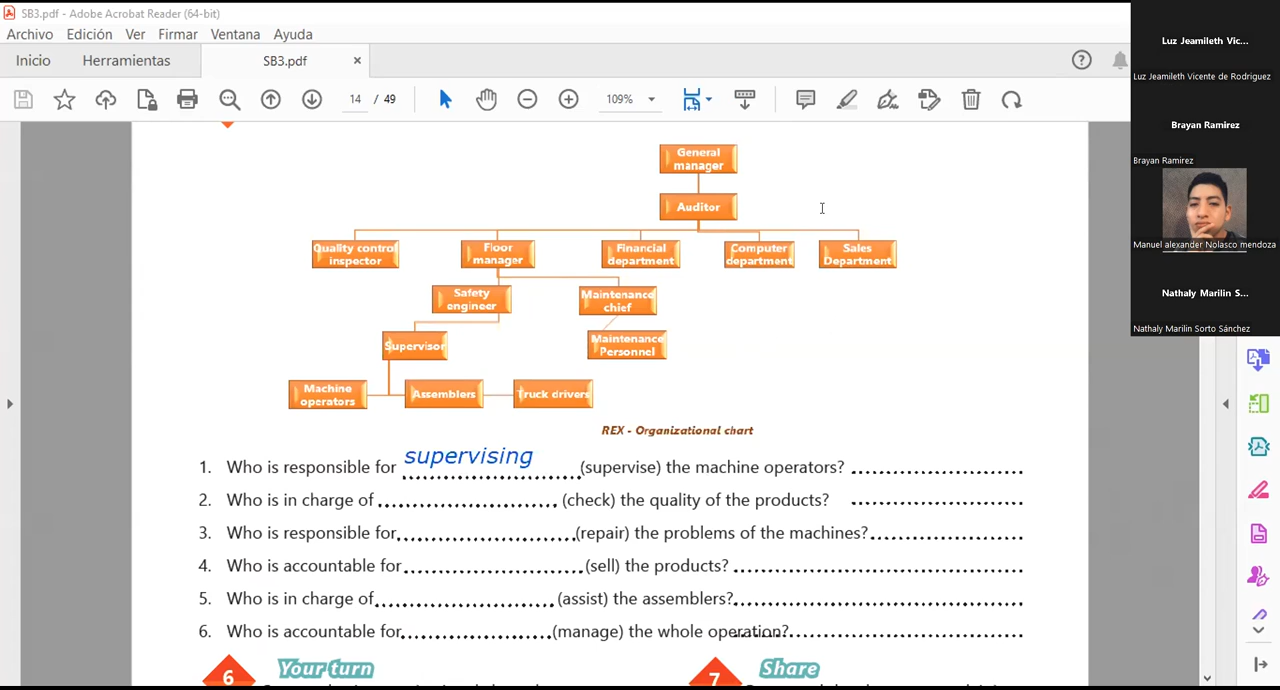 SB3.pdf - Adobe Acrobat Reader (64-bit)
Archivo Edición Ver Firmar Ventana Ayuda
Inicio Herramientas SB3.pdf ×
14 / 49 109%
Luz Jeamileth Vic...
Luz Jeamileth Vicente de Rodriguez
Brayan Ramirez
Brayan Ramirez
Manuel alexander Nolasco mendoza
Nathaly Marilin S...
Nathaly Marilin Sorto Sánchez
General
manager
Auditor
Quality control
inspector
Floor
manager
Financial
department
Computer
department
Sales
Department
Safety
engineer
Maintenance
chief
Supervisor
Maintenance
Personnel
Machine
operators
Assemblers
Truck drivers
REX - Organizational chart
1. Who is responsible for supervising (supervise) the machine operators? ................................
2. Who is in charge of ................................ (check) the quality of the products? ................................
3. Who is responsible for................................(repair) the problems of the machines?............................
4. Who is accountable for................................(sell) the products? ................................................
5. Who is in charge of................................(assist) the assemblers?................................................
6. Who is accountable for............................(manage) the whole operation?........................................
6 Your turn
7 Share